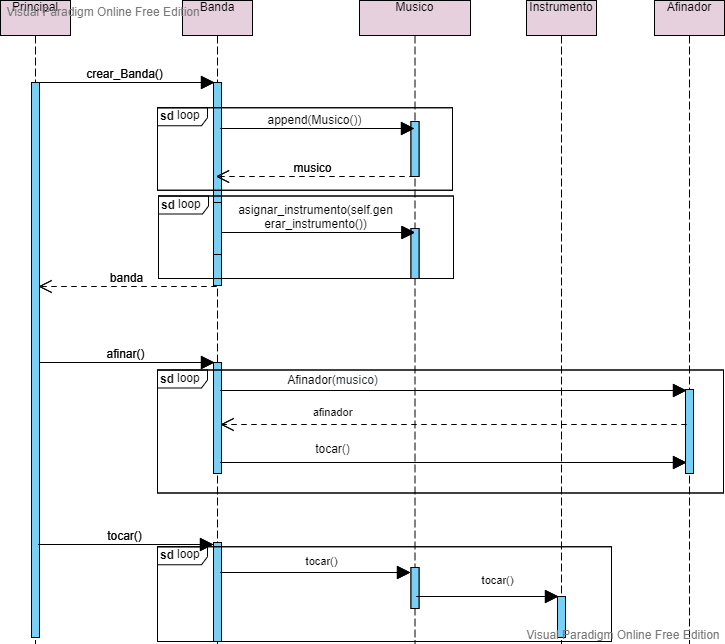 Visual Paradigm Online Free Edition
Principal
Banda
Musico
Instrumento
Afinador
crear_Banda()
sd loop
append(Musico())
musico
sd loop
asignar_instrumento(self.gen
erar_instrumento())
banda
afinar()
sd loop
Afinador(musico)
afinador
tocar()
tocar()
sd loop
tocar()
tocar()
Visual Paradigm Online Free Edition